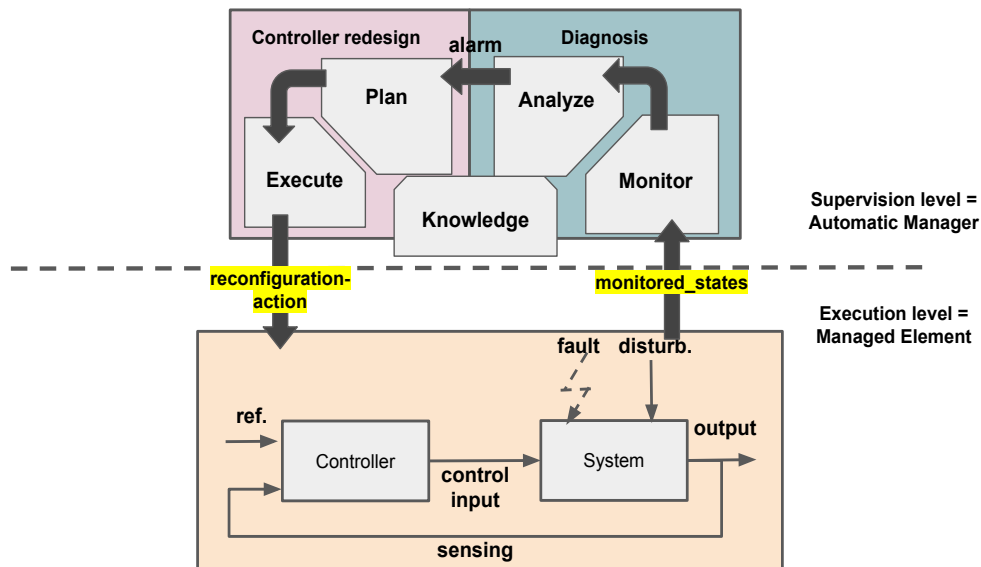 Controller redesign
alarm
Diagnosis
Plan
Analyze
Execute
Monitor
Knowledge
Supervision level =
Automatic Manager
reconfiguration-
action
monitored_states
Execution level =
Managed Element
fault
disturb.
ref.
output
Controller
System
control
input
sensing